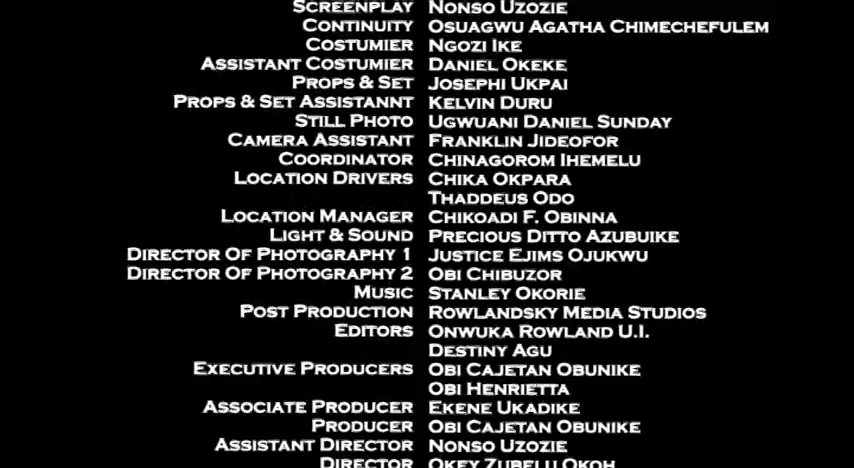 Screenplay Nonso Uzozie
Continuity Osuagwu Agatha Chimechefulem
Costumier Ngozi Ike
Assistant Costumier Daniel Okeke
Props & Set Josephi Ukpai
Props & Set Assistannt Kelvin Duru
Still Photo Ugwuani Daniel Sunday
Camera Assistant Franklin Jideofor
Coordinator Chinagorom Ihemelu
Location Drivers Chika Okpara
Thaddeus Odo
Location Manager Chikoadi F. Obinna
Light & Sound Precious Ditto Azubuike
Director Of Photography 1 Justice Ejims Ojukwu
Director Of Photography 2 Obi Chibuzor
Music Stanley Okorie
Post Production Rowlandsky Media Studios
Editors Onwuka Rowland U.I.
Destiny Agu
Executive Producers Obi Cajetan Obunike
Obi Henrietta
Associate Producer Ekene Ukadike
Producer Obi Cajetan Obunike
Assistant Director Nonso Uzozie
Director Okey Zubelu Okoh